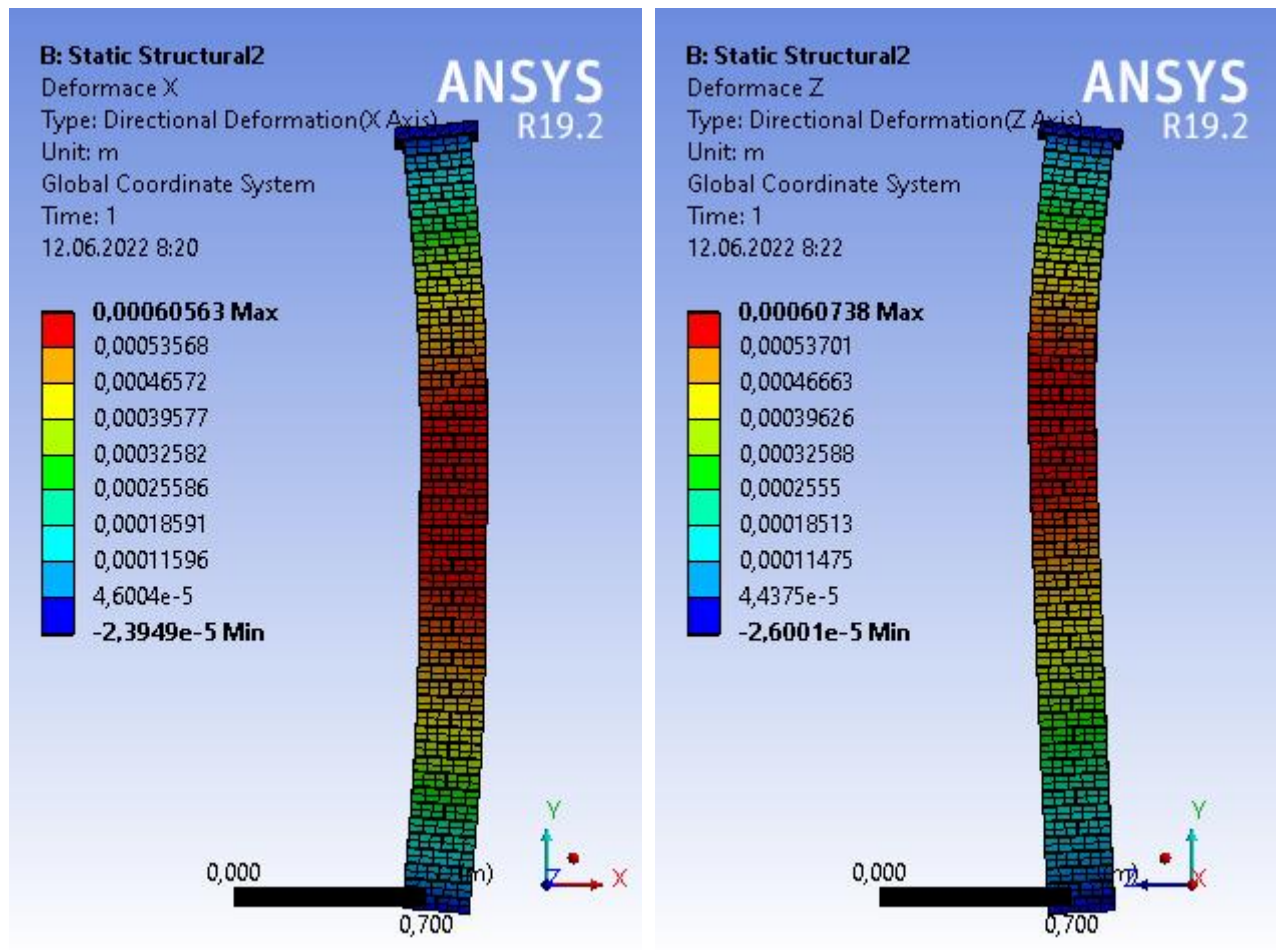 B: Static Structural2
Deformace X
Type: Directional Deformation(X Axis)
Unit: m
Global Coordinate System
Time: 1
12.06.2022 8:20
ANSYS
R19.2
0,00060563 Max
0,00053568
0,00046572
0,00039577
0,00032582
0,00025586
0,00018591
0,00011596
4,6004e-5
-2,3949e-5 Min
0,000
0,700
Y
Z
X
B: Static Structural2
Deformace Z
Type: Directional Deformation(Z Axis)
Unit: m
Global Coordinate System
Time: 1
12.06.2022 8:22
ANSYS
R19.2
0,00060738 Max
0,00053701
0,00046663
0,00039626
0,00032588
0,0002555
0,00018513
0,00011475
4,4375e-5
-2,6001e-5 Min
0,000
0,700
Y
X